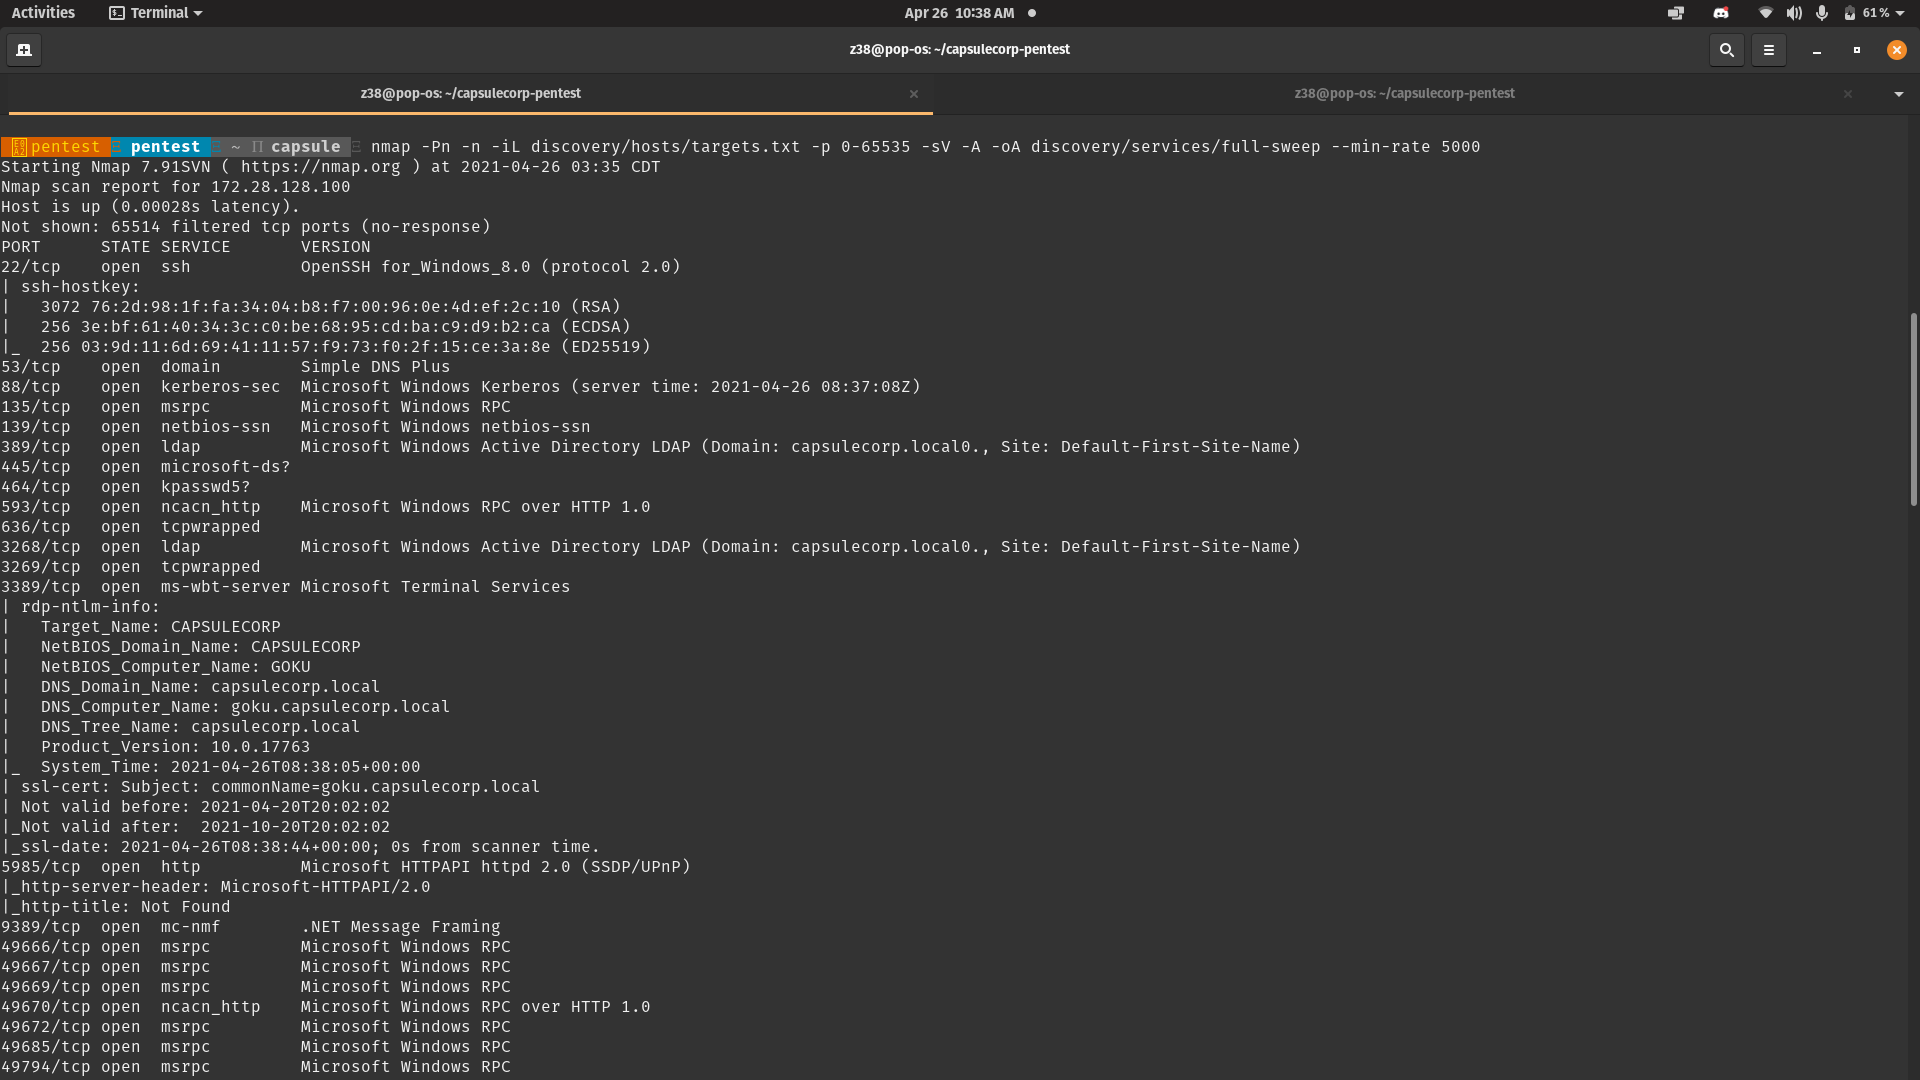 Activities
Terminal
Apr 26 10:38 AM
61 %
z38@pop-os: ~/capsulecorp-pentest
z38@pop-os: ~/capsulecorp-pentest
z38@pop-os: ~/capsulecorp-pentest
pentest pentest ~ capsule nmap -Pn -n -iL discovery/hosts/targets.txt -p 0-65535 -sV -A -oA discovery/services/full-sweep --min-rate 5000
Starting Nmap 7.91SVN ( https://nmap.org ) at 2021-04-26 03:35 CDT
Nmap scan report for 172.28.128.100
Host is up (0.00028s latency).
Not shown: 65514 filtered tcp ports (no-response)
PORT      STATE SERVICE       VERSION
22/tcp    open  ssh           OpenSSH for_Windows_8.0 (protocol 2.0)
| ssh-hostkey:
|   3072 76:2d:98:1f:fa:34:04:b8:f7:00:96:0e:4d:ef:2c:10 (RSA)
|   256 3e:bf:61:40:34:3c:c0:be:68:95:cd:ba:c9:d9:b2:ca (ECDSA)
|_  256 03:9d:11:6d:69:41:11:57:f9:73:f0:2f:15:ce:3a:8e (ED25519)
53/tcp    open  domain        Simple DNS Plus
88/tcp    open  kerberos-sec  Microsoft Windows Kerberos (server time: 2021-04-26 08:37:08Z)
135/tcp   open  msrpc         Microsoft Windows RPC
139/tcp   open  netbios-ssn   Microsoft Windows netbios-ssn
389/tcp   open  ldap          Microsoft Windows Active Directory LDAP (Domain: capsulecorp.local0., Site: Default-First-Site-Name)
445/tcp   open  microsoft-ds?
464/tcp   open  kpasswd5?
593/tcp   open  ncacn_http    Microsoft Windows RPC over HTTP 1.0
636/tcp   open  tcpwrapped
3268/tcp  open  ldap          Microsoft Windows Active Directory LDAP (Domain: capsulecorp.local0., Site: Default-First-Site-Name)
3269/tcp  open  tcpwrapped
3389/tcp  open  ms-wbt-server Microsoft Terminal Services
| rdp-ntlm-info:
|   Target_Name: CAPSULECORP
|   NetBIOS_Domain_Name: CAPSULECORP
|   NetBIOS_Computer_Name: GOKU
|   DNS_Domain_Name: capsulecorp.local
|   DNS_Computer_Name: goku.capsulecorp.local
|   DNS_Tree_Name: capsulecorp.local
|   Product_Version: 10.0.17763
|_  System_Time: 2021-04-26T08:38:05+00:00
| ssl-cert: Subject: commonName=goku.capsulecorp.local
| Not valid before: 2021-04-20T20:02:02
|_Not valid after:  2021-10-20T20:02:02
|_ssl-date: 2021-04-26T08:38:44+00:00; 0s from scanner time.
5985/tcp  open  http          Microsoft HTTPAPI httpd 2.0 (SSDP/UPnP)
|_http-server-header: Microsoft-HTTPAPI/2.0
|_http-title: Not Found
9389/tcp  open  mc-nmf        .NET Message Framing
49666/tcp open  msrpc         Microsoft Windows RPC
49667/tcp open  msrpc         Microsoft Windows RPC
49669/tcp open  msrpc         Microsoft Windows RPC
49670/tcp open  ncacn_http    Microsoft Windows RPC over HTTP 1.0
49672/tcp open  msrpc         Microsoft Windows RPC
49685/tcp open  msrpc         Microsoft Windows RPC
49794/tcp open  msrpc         Microsoft Windows RPC